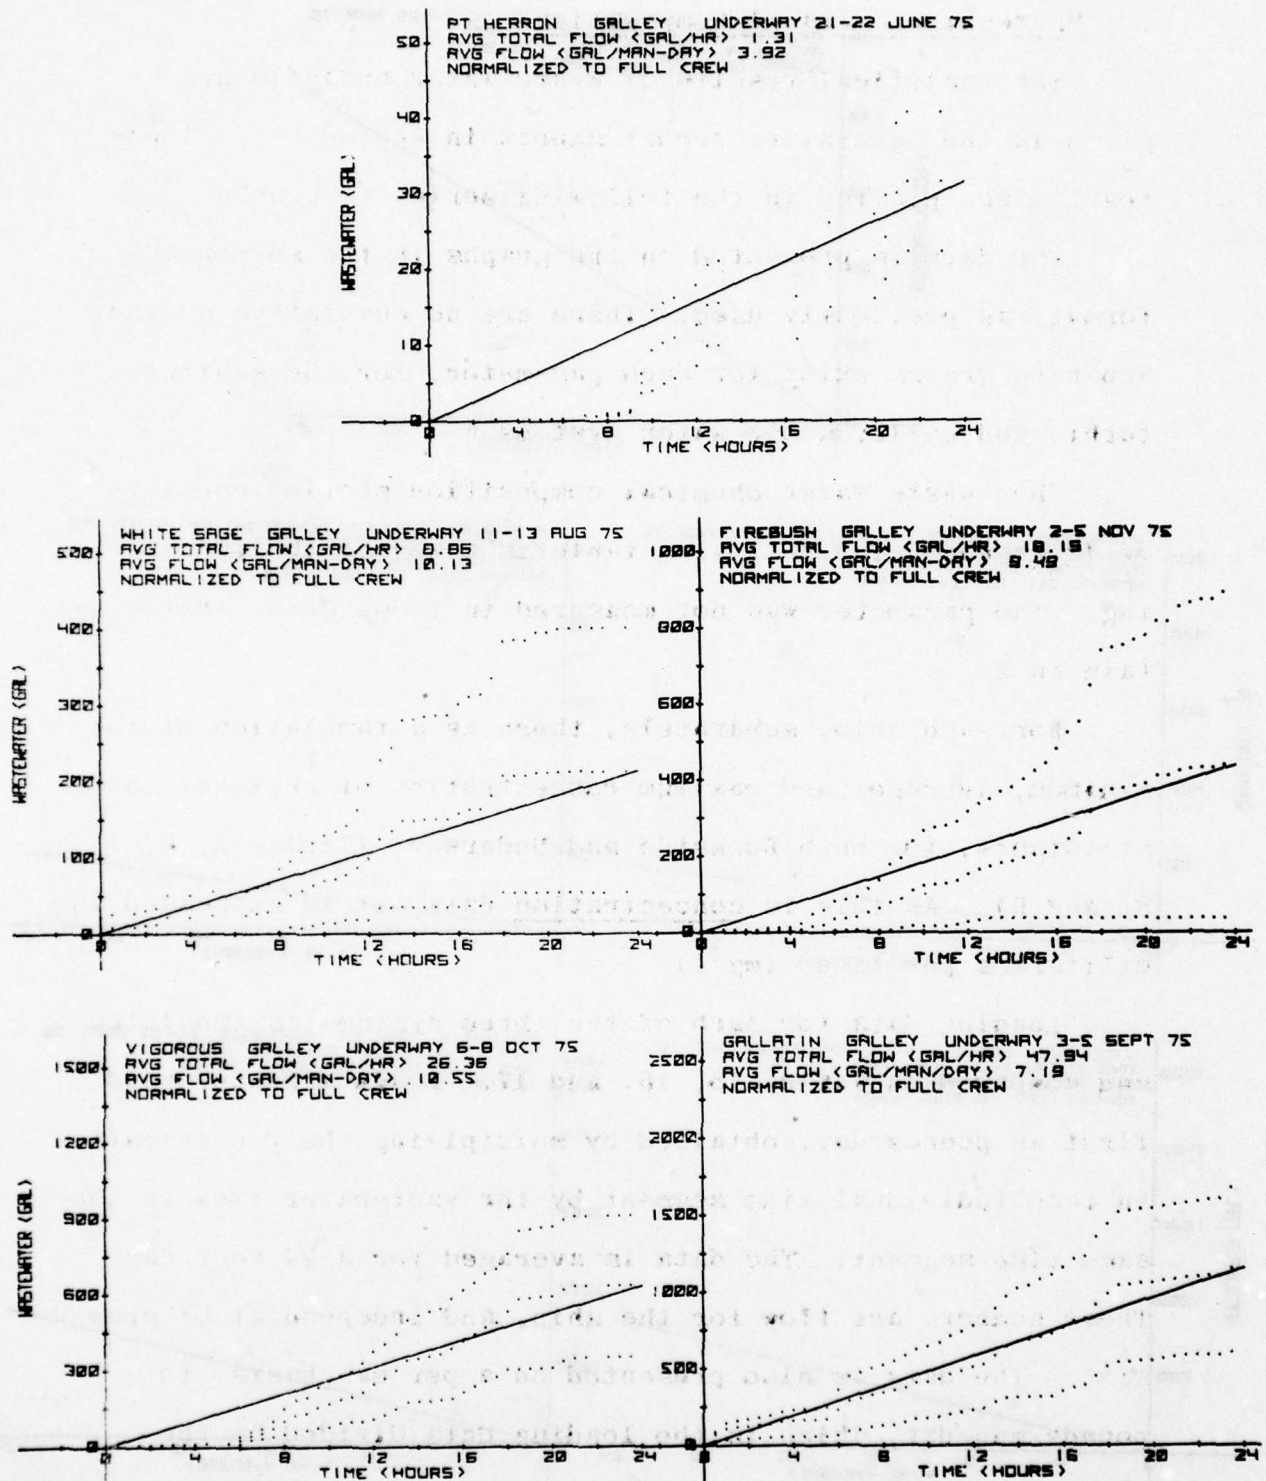 PT HERRON GALLEY UNDERWAY 21-22 JUNE 75
AVG TOTAL FLOW <GAL/HR> 1.31
AVG FLOW <GAL/MAN-DAY> 3.92
NORMALIZED TO FULL CREW
WASTEWATER <GAL>
50
40
30
20
10
0
0 4 8 12 16 20 24
TIME <HOURS>
WHITE SAGE GALLEY UNDERWAY 11-13 AUG 75
AVG TOTAL FLOW <GAL/HR> 8.86
AVG FLOW <GAL/MAN-DAY> 10.13
NORMALIZED TO FULL CREW
WASTEWATER <GAL>
500
400
300
200
100
0
0 4 8 12 16 20 24
TIME <HOURS>
FIREBUSH GALLEY UNDERWAY 2-5 NOV 75
AVG TOTAL FLOW <GAL/HR> 18.15
AVG FLOW <GAL/MAN-DAY>
NORMALIZED TO FULL CREW
1000
800
600
400
200
0
0 4 8 12 16 20 24
TIME <HOURS>
VIGOROUS GALLEY UNDERWAY 6-8 OCT 75
AVG TOTAL FLOW <GAL/HR> 26.36
AVG FLOW <GAL/MAN-DAY> 10.55
NORMALIZED TO FULL CREW
WASTEWATER <GAL>
1500
1200
900
600
300
0
0 4 8 12 16 20 24
TIME <HOURS>
GALLATIN GALLEY UNDERWAY 3-5 SEPT 75
AVG TOTAL FLOW <GAL/HR> 47.94
AVG FLOW <GAL/MAN/DAY> 7.19
NORMALIZED TO FULL CREW
2500
2000
1500
1000
500
0
0 4 8 12 16 20 24
TIME <HOURS>